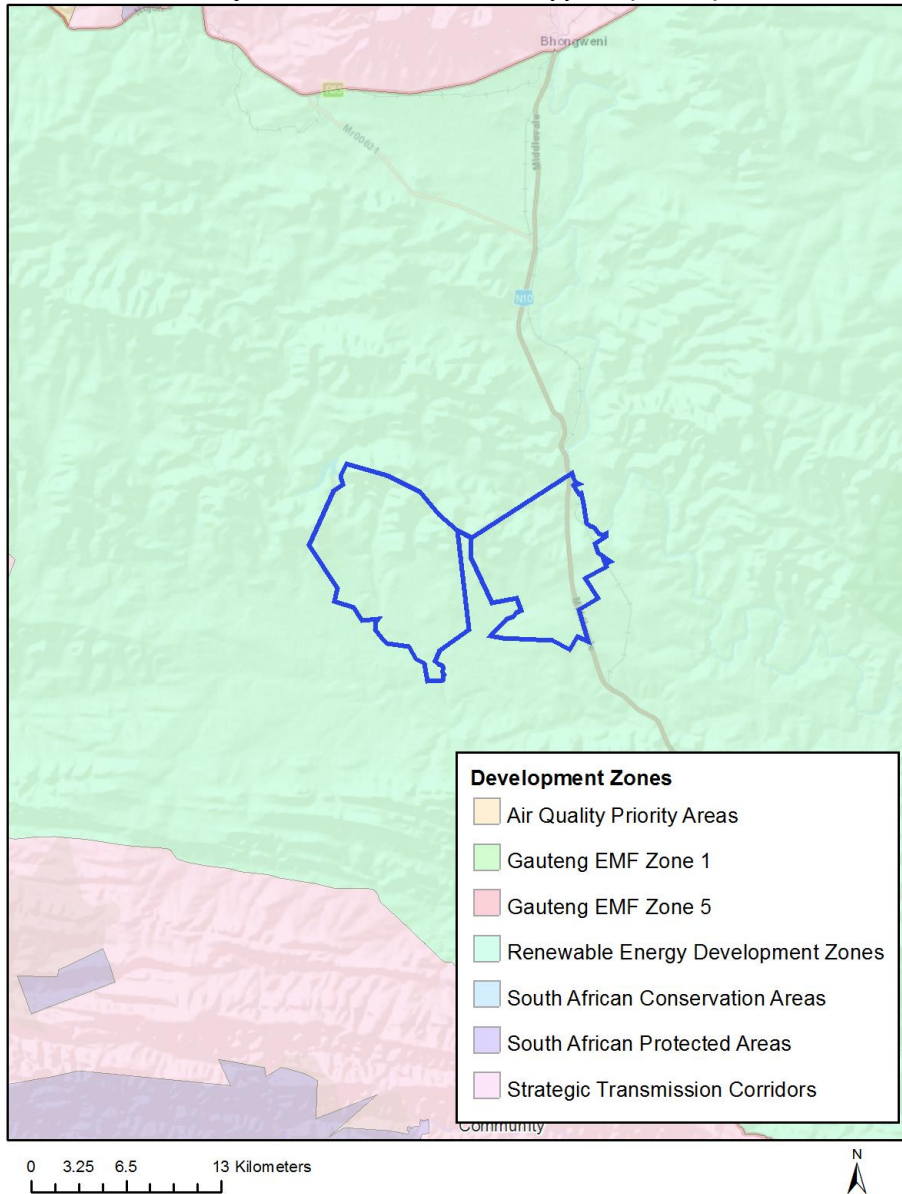 Bhongweni
Mr00621
Middlerale
N10
Development Zones
Air Quality Priority Areas
Gauteng EMF Zone 1
Gauteng EMF Zone 5
Renewable Energy Development Zones
South African Conservation Areas
South African Protected Areas
Strategic Transmission Corridors
Community
0 3.25 6.5 13 Kilometers
N